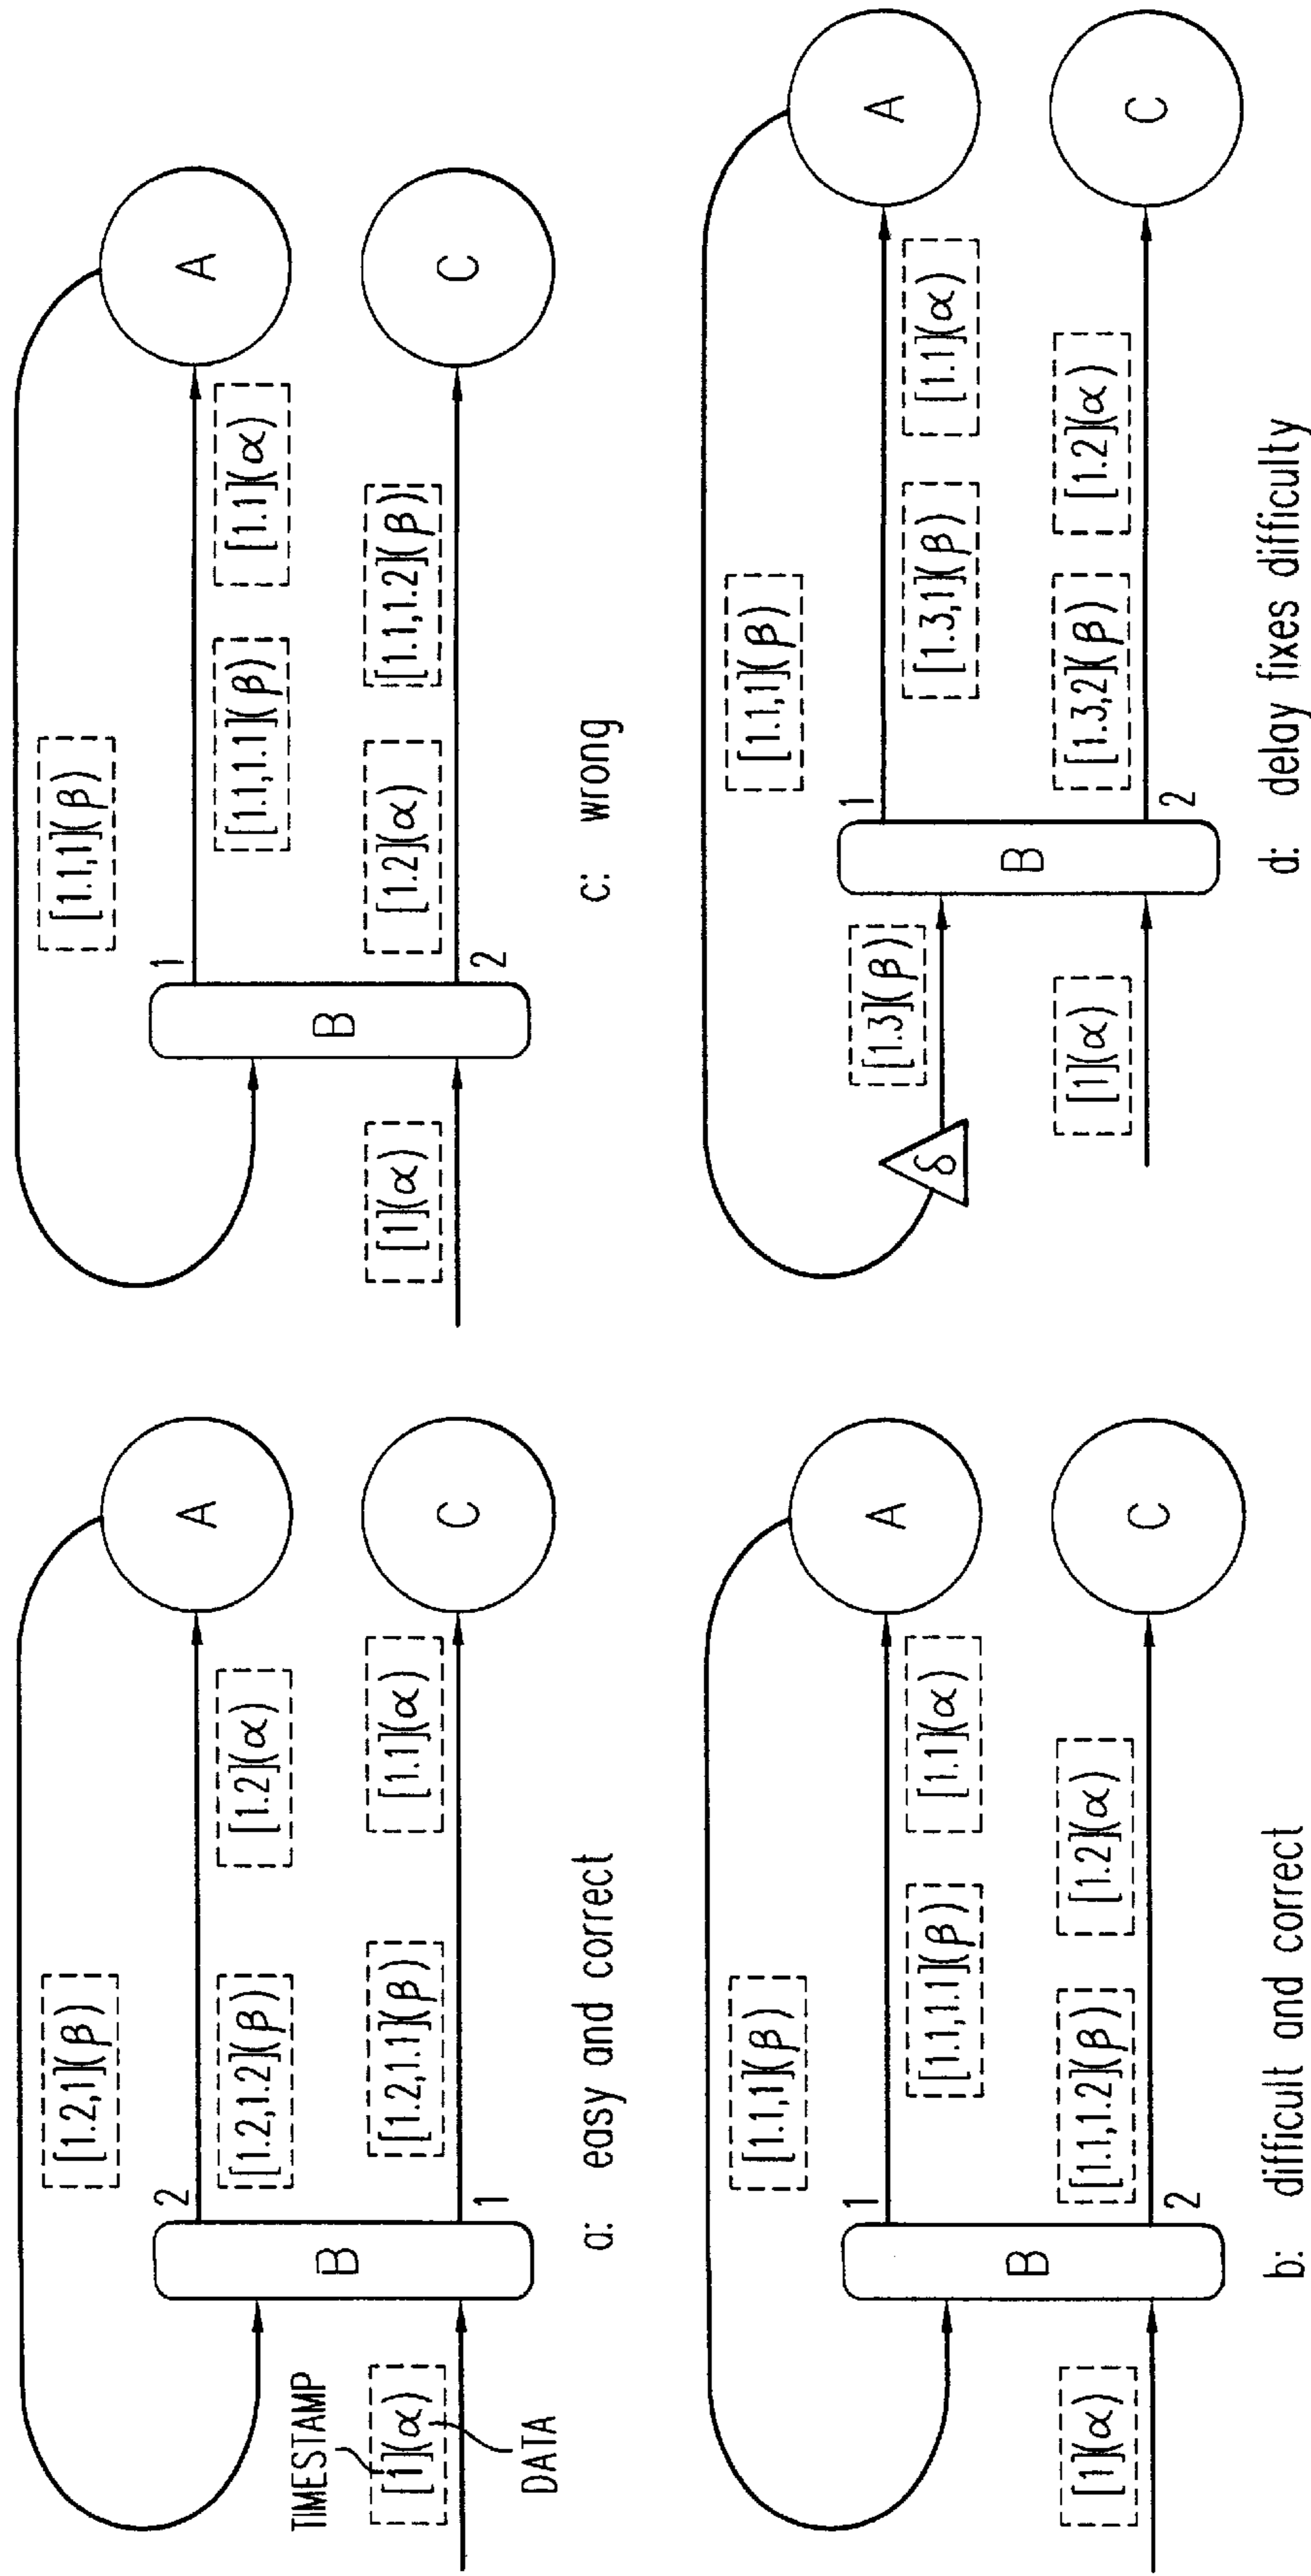 [1.2,1](β)
A
2
[1.2,1.2](β)
[1.2](α)
B
TIMESTAMP
[1](α)
DATA
[1.2,1.1](β)
[1.1](α)
C
1
a: easy and correct
[1.1,1](β)
A
1
[1.1,1.1](β)
[1.1](α)
B
[1](α)
[1.1,1.2](β)
[1.2](α)
C
2
b: difficult and correct
[1.1,1](β)
A
1
[1.1,1.1](β)
[1.1](α)
B
[1](α)
[1.2](α)
[1.1,1.2](β)
C
2
c: wrong
[1.1,1](β)
A
1
δ
[1.3](β)
[1.3,1](β)
[1.1](α)
B
[1](α)
[1.3,2](β)
[1.2](α)
C
2
d: delay fixes difficulty